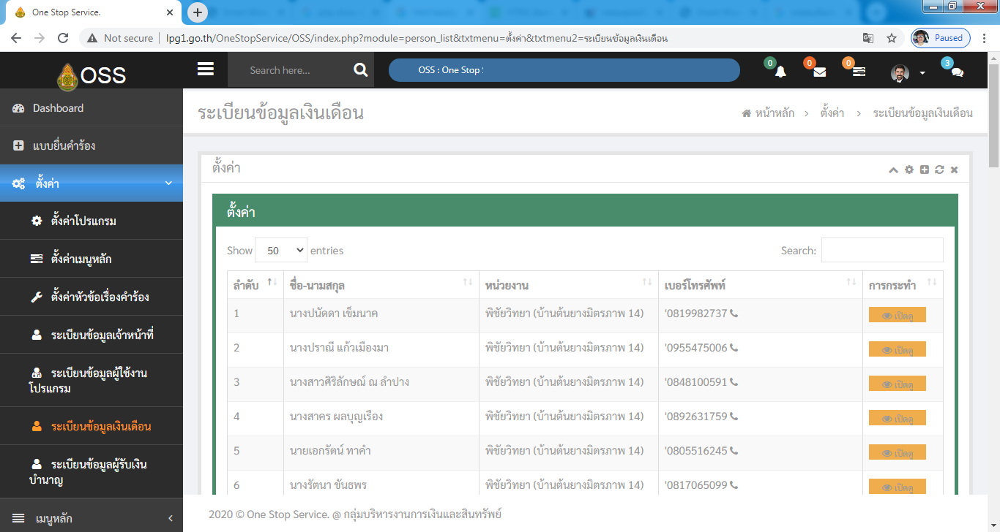 One Stop Service.
Not secure
lpg1.go.th/OneStopService/OSS/index.php?module=person_list&txtmenu=ตั้งค่า&txtmenu2=ระเบียนข้อมูลเงินเดือน
Paused
OSS
Search here...
OSS : One Stop
0
0
0
3
Dashboard
แบบยื่นคำร้อง
ตั้งค่า
ตั้งค่าโปรแกรม
ตั้งค่าเมนูหลัก
ตั้งค่าหัวข้อเรื่องคำร้อง
ระเบียนข้อมูลเจ้าหน้าที่
ระเบียนข้อมูลผู้ใช้งาน
โปรแกรม
ระเบียนข้อมูลเงินเดือน
ระเบียนข้อมูลผู้รับเงิน
บำนาญ
เมนูหลัก
ระเบียนข้อมูลเงินเดือน
หน้าหลัก > ตั้งค่า > ระเบียนข้อมูลเงินเดือน
ตั้งค่า
ตั้งค่า
Show 50 entries
Search:
ลำดับ ชื่อ-นามสกุล หน่วยงาน เบอร์โทรศัพท์ การกระทำ
1 นางปนัดดา เข็มนาค พิชัยวิทยา (บ้านต้นยางมิตรภาพ 14) '0819982737 เปิดดู
2 นางปราณี แก้วเมืองมา พิชัยวิทยา (บ้านต้นยางมิตรภาพ 14) '0955475006 เปิดดู
3 นางสาวศิริลักษณ์ ณ ลำปาง พิชัยวิทยา (บ้านต้นยางมิตรภาพ 14) '0848100591 เปิดดู
4 นางสาคร ผลบุญเรือง พิชัยวิทยา (บ้านต้นยางมิตรภาพ 14) '0892631759 เปิดดู
5 นายเอกรัตน์ ทาคำ พิชัยวิทยา (บ้านต้นยางมิตรภาพ 14) '0805516245 เปิดดู
6 นางรัตนา ขันธพร พิชัยวิทยา (บ้านต้นยางมิตรภาพ 14) '0817065099 เปิดดู
2020 © One Stop Service. @ กลุ่มบริหารงานการเงินและสินทรัพย์